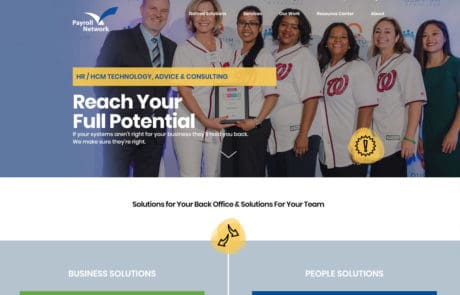 Payroll
Network
Services
Our Work
Resource Center
About
HR / HCM TECHNOLOGY, ADVICE & CONSULTING
Reach Your
Full Potential
If your systems aren't right for your business they'll hold you back.
We make sure they're right.
Solutions for Your Back Office & Solutions For Your Team
BUSINESS SOLUTIONS
PEOPLE SOLUTIONS